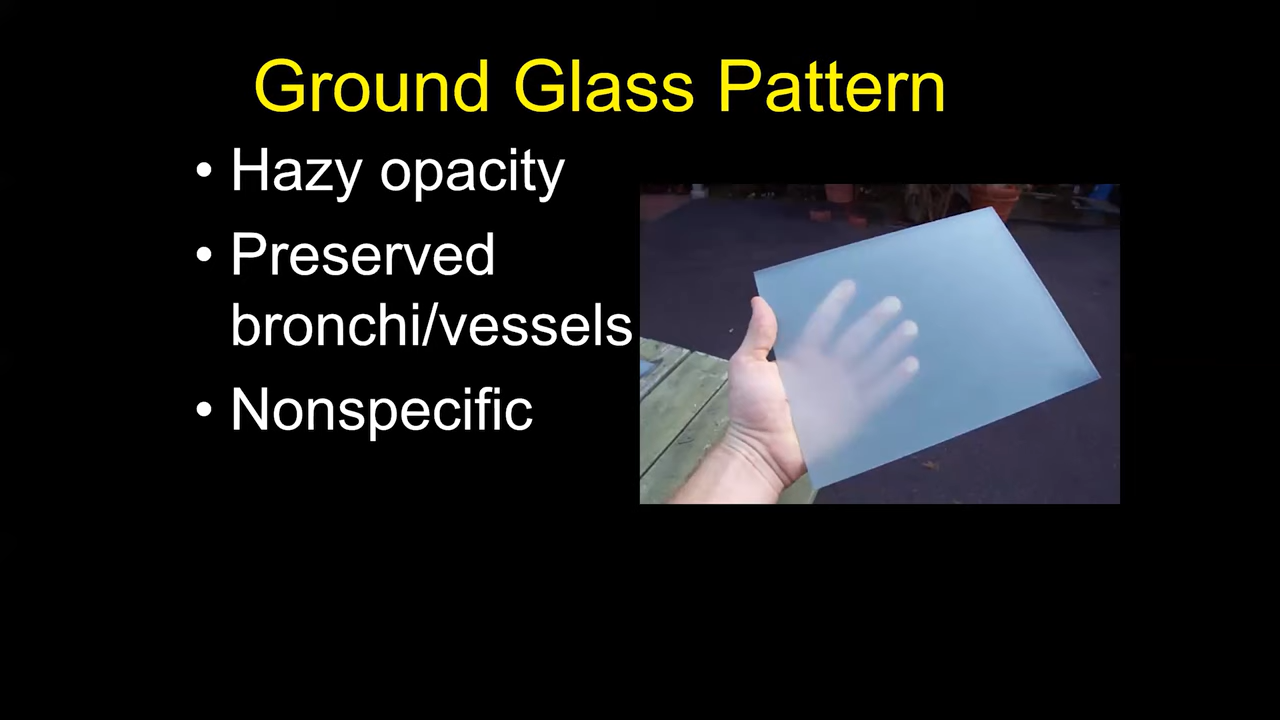 Ground Glass Pattern
• Hazy opacity
• Preserved
bronchi/vessels
• Nonspecific